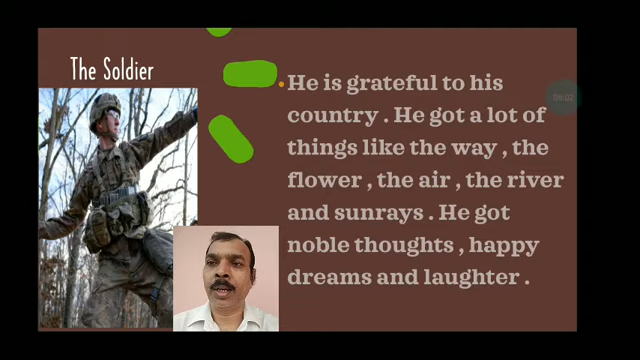 The Soldier
He is grateful to his
country . He got a lot of
things like the way , the
flower , the air , the river
and sunrays . He got
noble thoughts , happy
dreams and laughter .